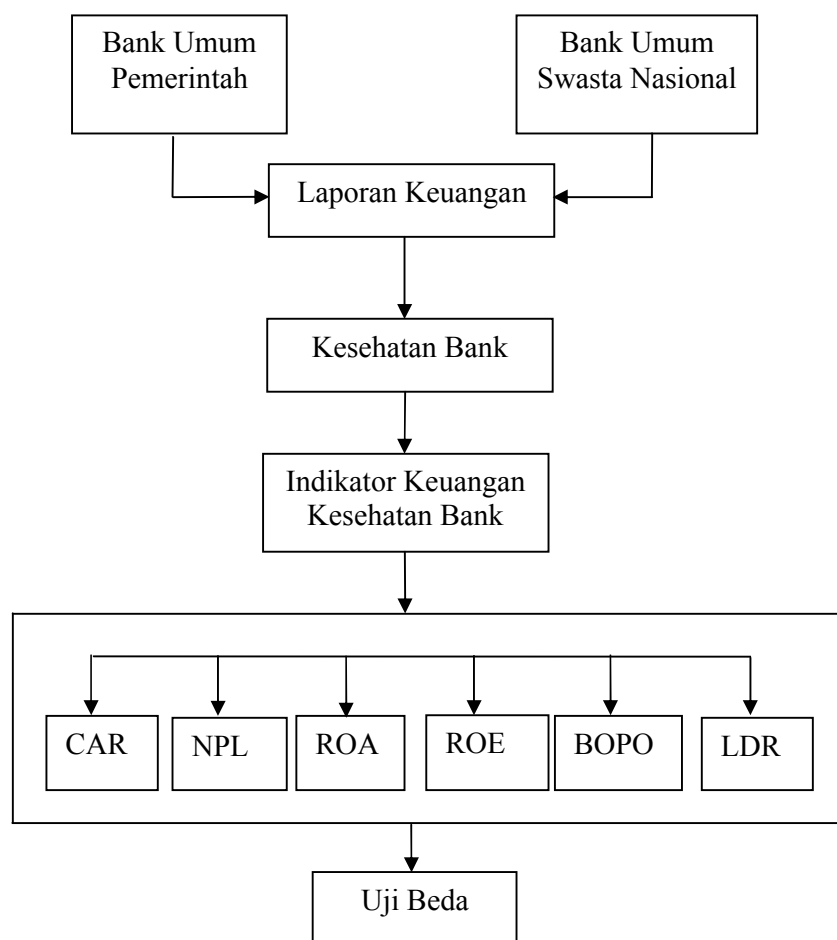 Bank Umum
Pemerintah
Bank Umum
Swasta Nasional
Laporan Keuangan
Kesehatan Bank
Indikator Keuangan
Kesehatan Bank
CAR
NPL
ROA
ROE
BOPO
LDR
Uji Beda